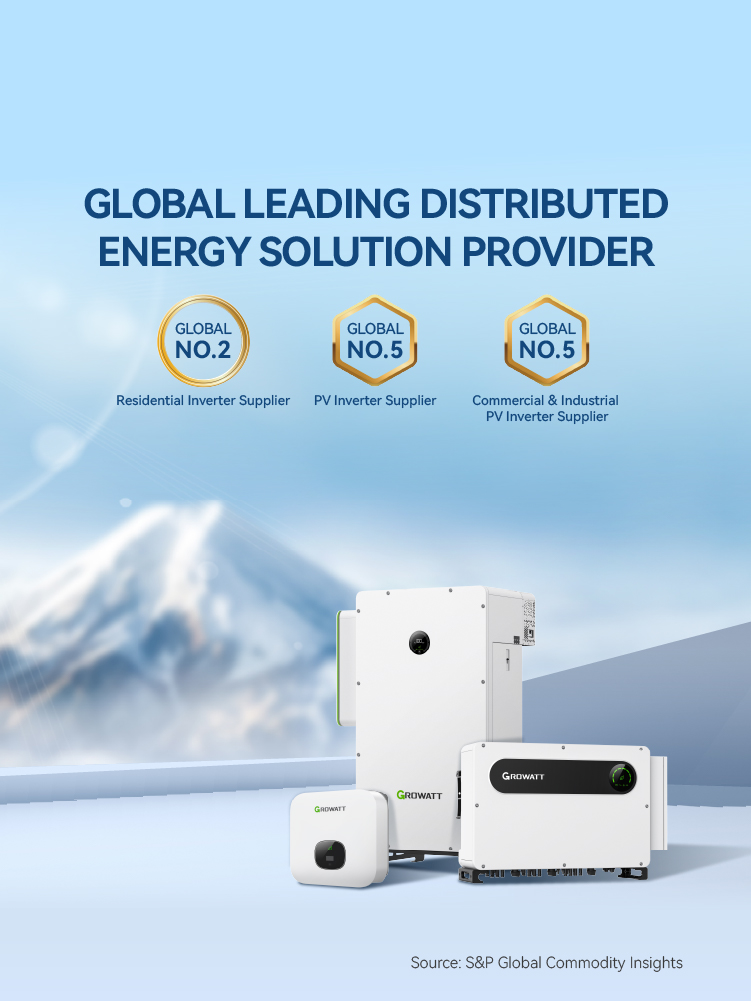 GLOBAL LEADING DISTRIBUTED
ENERGY SOLUTION PROVIDER
GLOBAL
NO.2
Residential Inverter Supplier
GLOBAL
NO.5
PV Inverter Supplier
GLOBAL
NO.5
Commercial & Industrial
PV Inverter Supplier
GROWATT
GROWATT
GROWATT
Source: S&P Global Commodity Insights